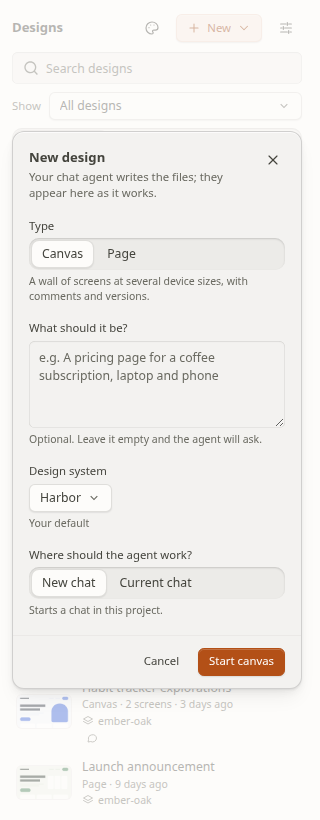 Designs
New
Search designs
Show
All designs
New design
Your chat agent writes the files; they
appear here as it works.
Type
Canvas
Page
A wall of screens at several device sizes, with
comments and versions.
What should it be?
e.g. A pricing page for a coffee
subscription, laptop and phone
Optional. Leave it empty and the agent will ask.
Design system
Harbor
Your default
Where should the agent work?
New chat
Current chat
Starts a chat in this project.
Cancel
Start canvas
Habit tracker explorations
Canvas · 2 screens · 3 days ago
ember-oak
Launch announcement
Page · 9 days ago
ember-oak